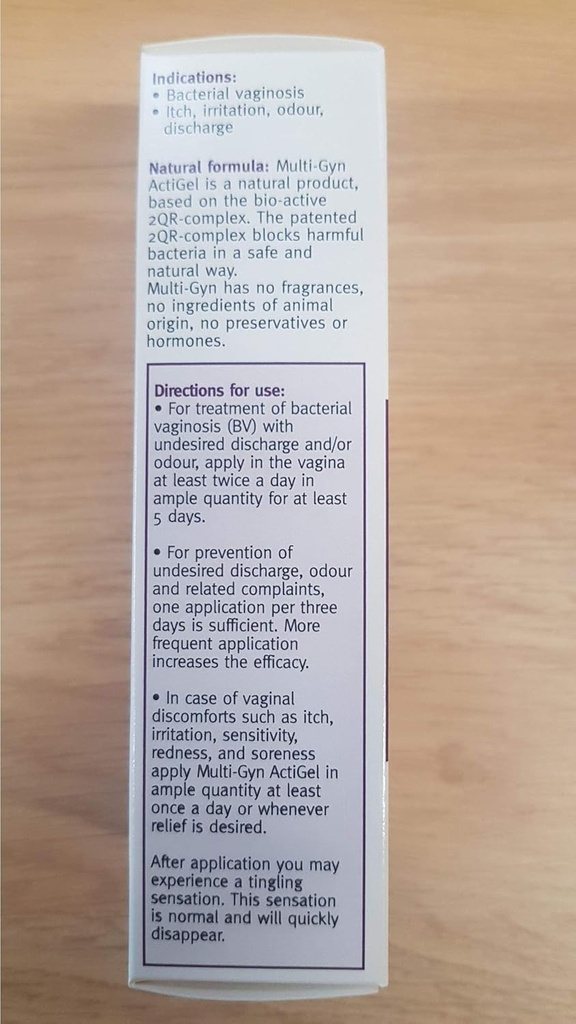 Indications:
• Bacterial vaginosis
• Itch, irritation, odour,
discharge
Natural formula: Multi-Gyn
ActiGel is a natural product,
based on the bio-active
2QR-complex. The patented
2QR-complex blocks harmful
bacteria in a safe and
natural way.
Multi-Gyn has no fragrances,
no ingredients of animal
origin, no preservatives or
hormones.
Directions for use:
• For treatment of bacterial
vaginosis (BV) with
undesired discharge and/or
odour, apply in the vagina
at least twice a day in
ample quantity for at least
5 days.
• For prevention of
undesired discharge, odour
and related complaints,
one application per three
days is sufficient. More
frequent application
increases the efficacy.
• In case of vaginal
discomforts such as itch,
irritation, sensitivity,
redness, and soreness
apply Multi-Gyn ActiGel in
ample quantity at least
once a day or whenever
relief is desired.
After application you may
experience a tingling
sensation. This sensation
is normal and will quickly
disappear.